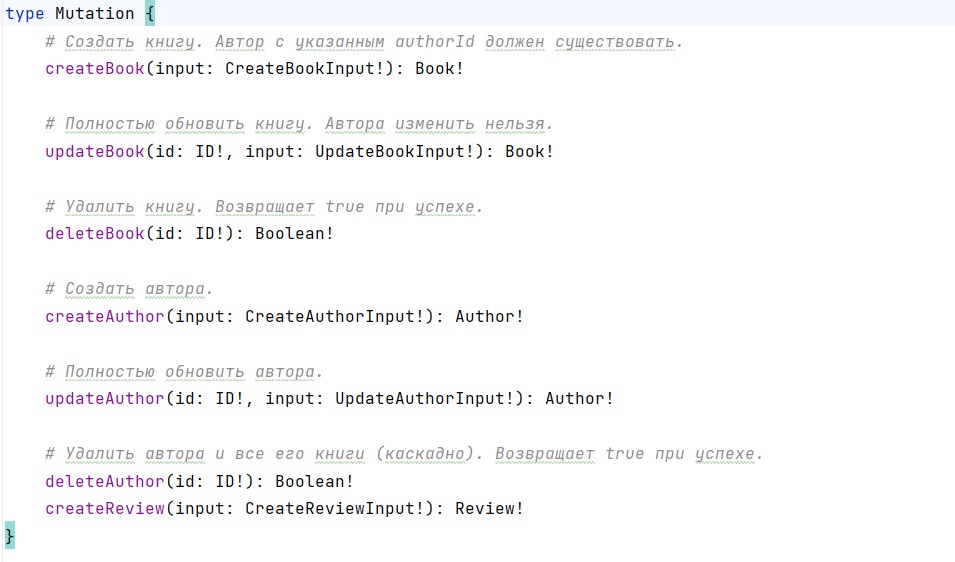 type Mutation {
    # Создать книгу. Автор с указанным authorId должен существовать.
    createBook(input: CreateBookInput!): Book!

    # Полностью обновить книгу. Автора изменить нельзя.
    updateBook(id: ID!, input: UpdateBookInput!): Book!

    # Удалить книгу. Возвращает true при успехе.
    deleteBook(id: ID!): Boolean!

    # Создать автора.
    createAuthor(input: CreateAuthorInput!): Author!

    # Полностью обновить автора.
    updateAuthor(id: ID!, input: UpdateAuthorInput!): Author!

    # Удалить автора и все его книги (каскадно). Возвращает true при успехе.
    deleteAuthor(id: ID!): Boolean!
    createReview(input: CreateReviewInput!): Review!
}